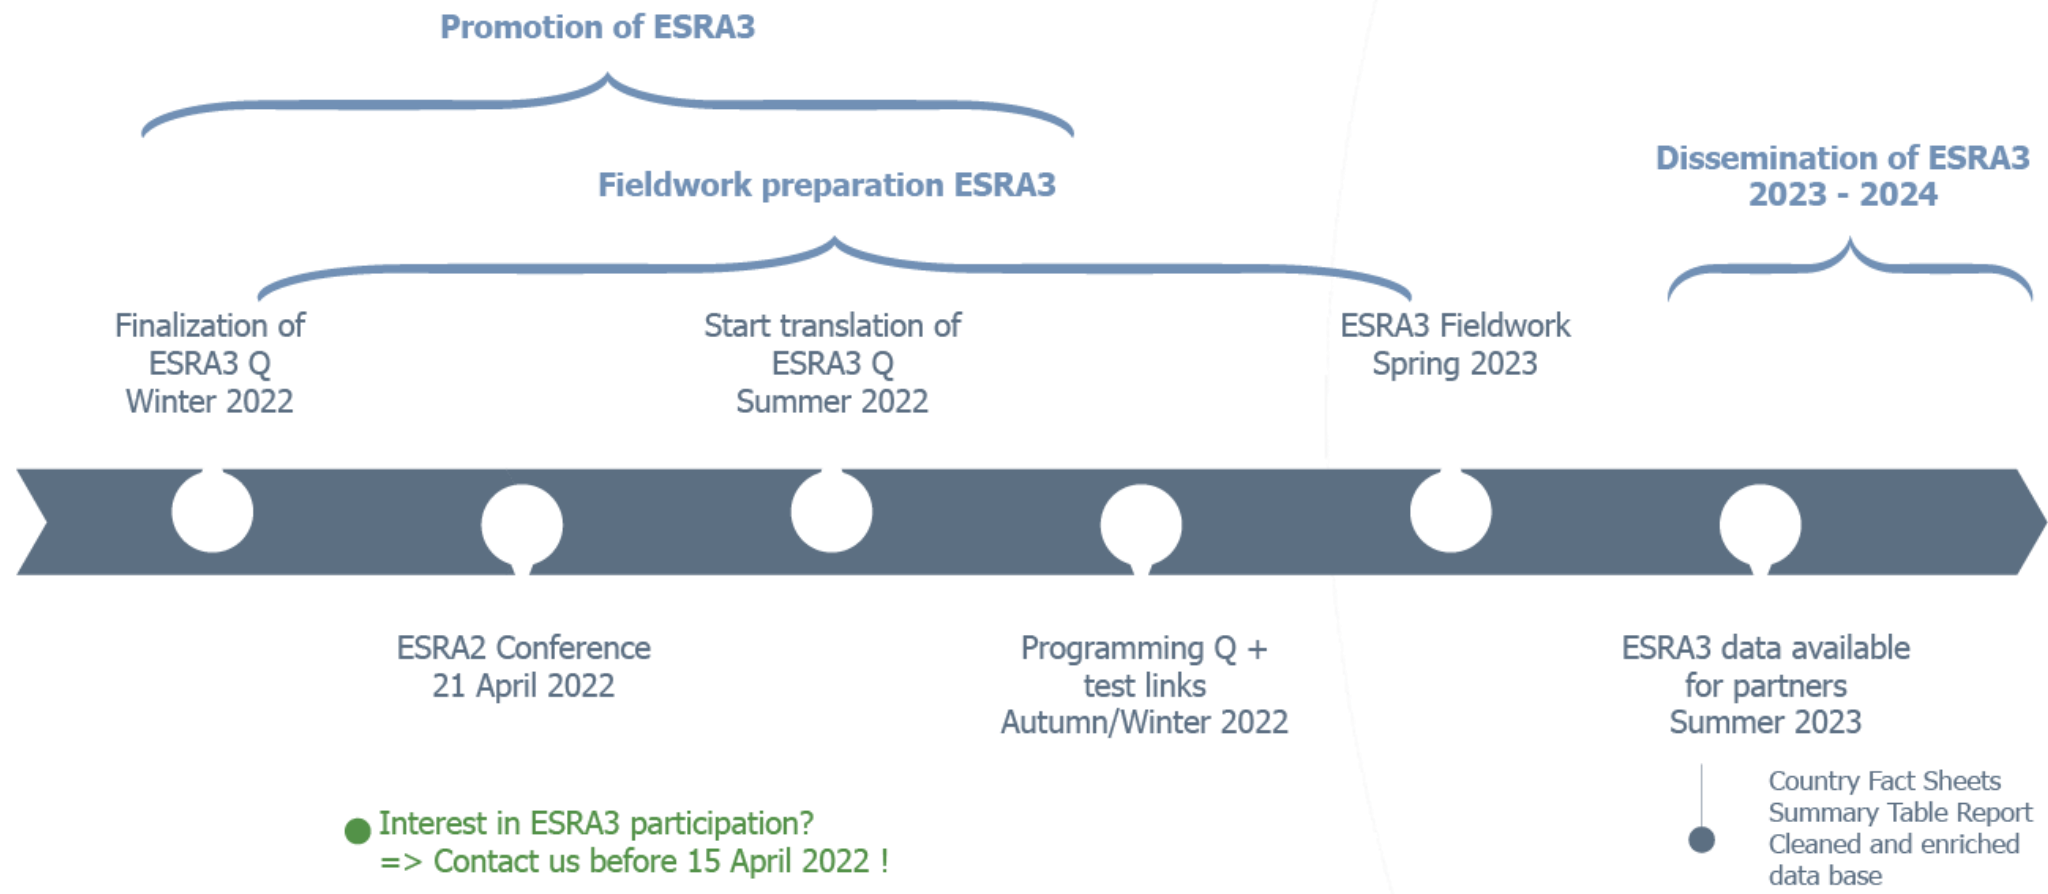 Promotion of ESRA3
Fieldwork preparation ESRA3
Dissemination of ESRA3
2023 - 2024
Finalization of
ESRA3 Q
Winter 2022
Start translation of
ESRA3 Q
Summer 2022
ESRA3 Fieldwork
Spring 2023
ESRA2 Conference
21 April 2022
Programming Q +
test links
Autumn/Winter 2022
ESRA3 data available
for partners
Summer 2023
Country Fact Sheets
Summary Table Report
Cleaned and enriched
data base
Interest in ESRA3 participation?
=> Contact us before 15 April 2022 !